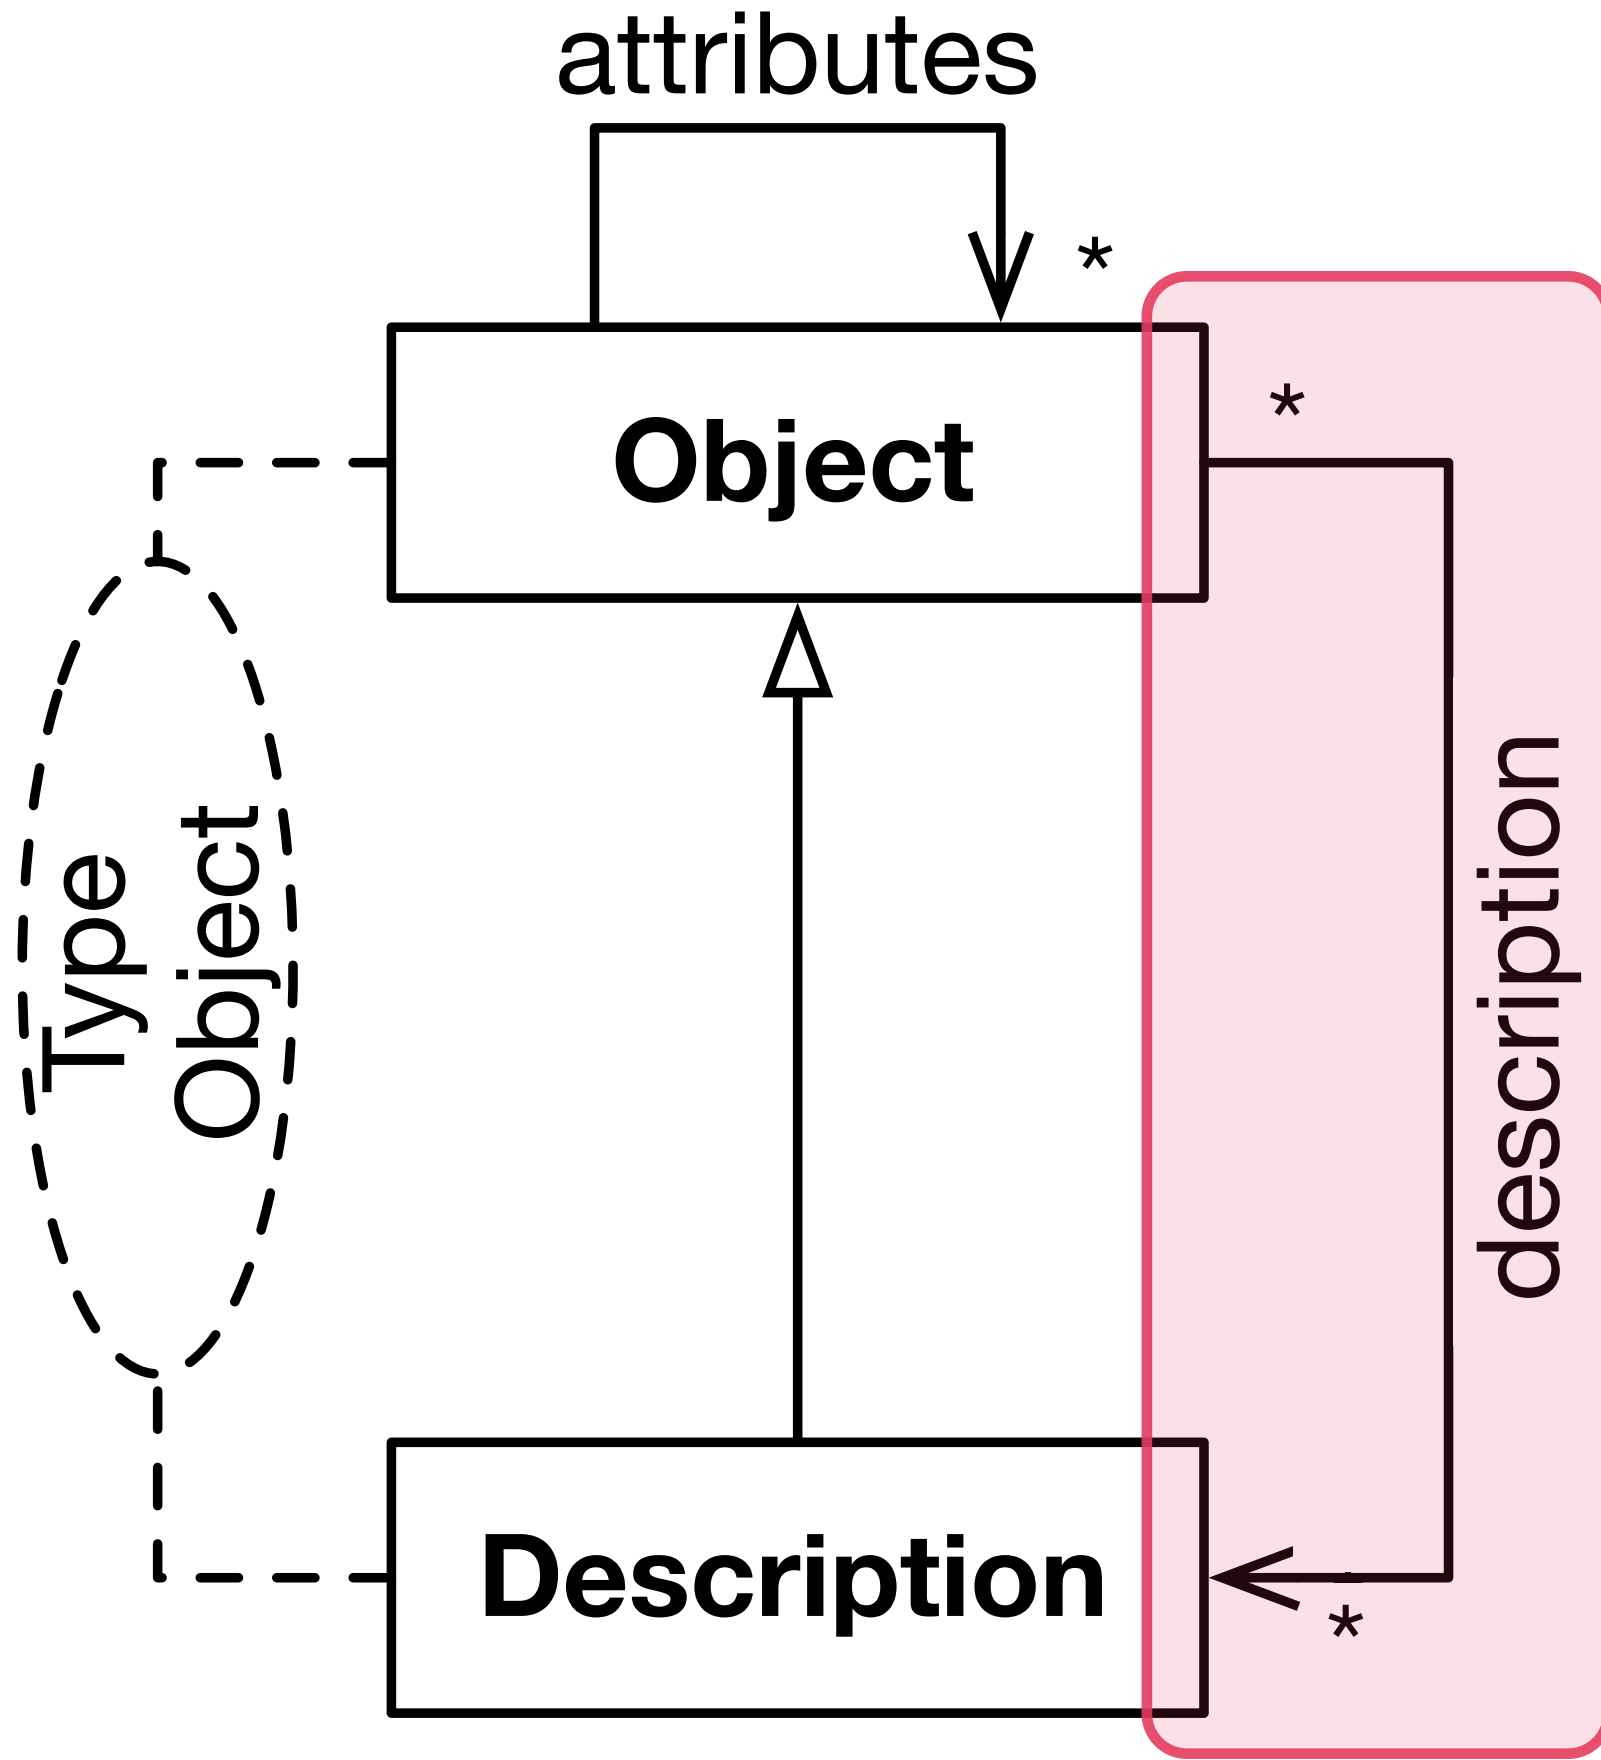 attributes
*
Object
*
Type
Object
description
Description
*